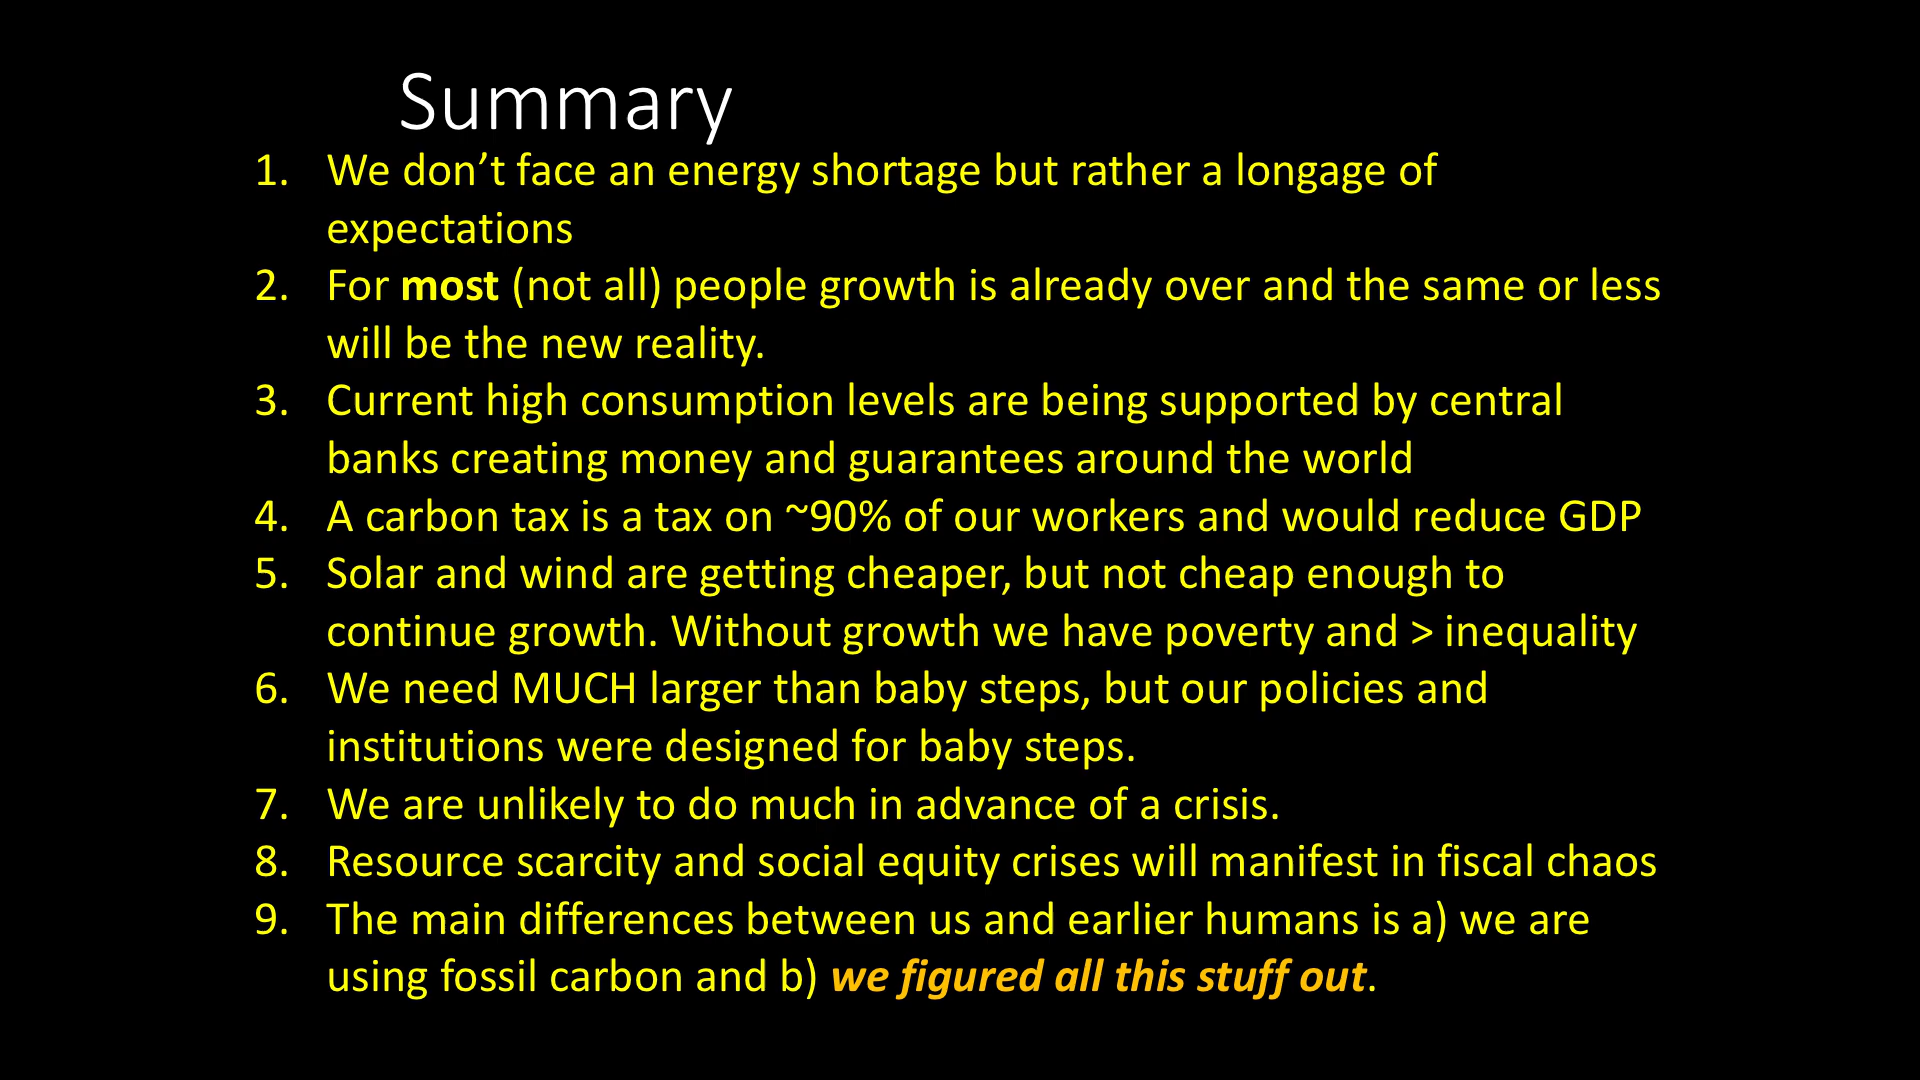 Summary
1. We don’t face an energy shortage but rather a longage of
expectations
2. For most (not all) people growth is already over and the same or less
will be the new reality.
3. Current high consumption levels are being supported by central
banks creating money and guarantees around the world
4. A carbon tax is a tax on ~90% of our workers and would reduce GDP
5. Solar and wind are getting cheaper, but not cheap enough to
continue growth. Without growth we have poverty and > inequality
6. We need MUCH larger than baby steps, but our policies and
institutions were designed for baby steps.
7. We are unlikely to do much in advance of a crisis.
8. Resource scarcity and social equity crises will manifest in fiscal chaos
9. The main differences between us and earlier humans is a) we are
using fossil carbon and b) we figured all this stuff out.